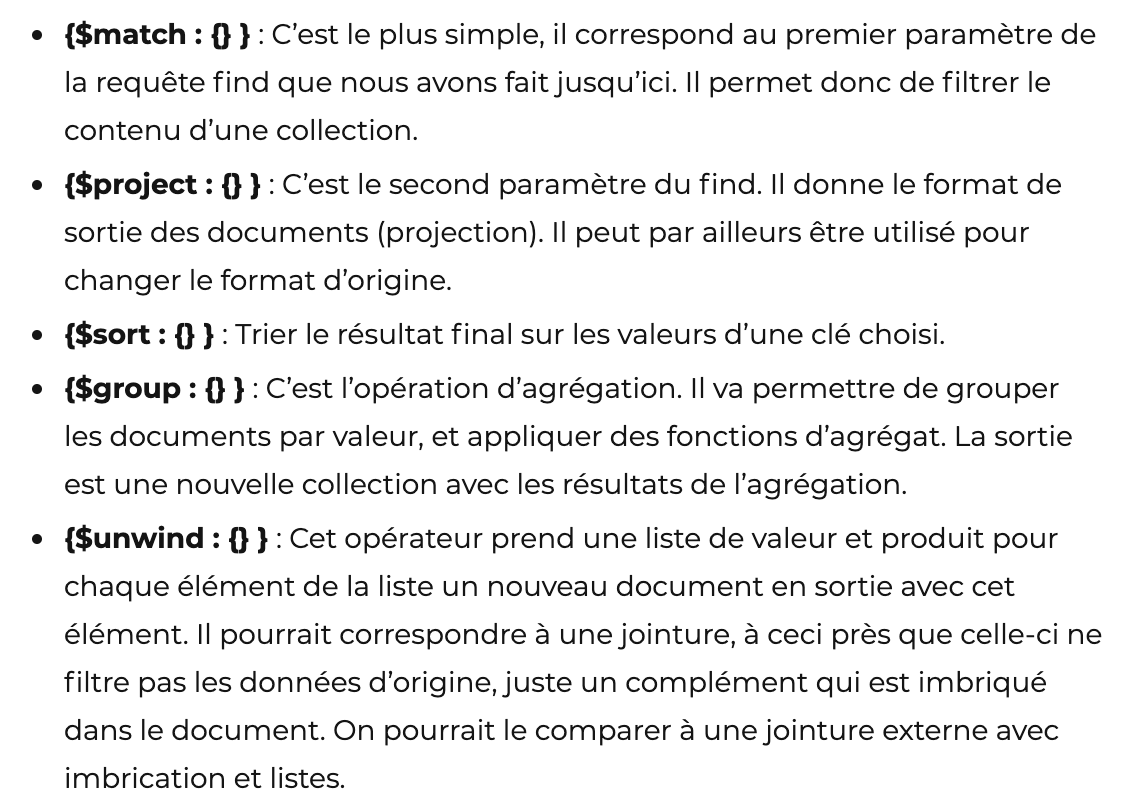 • {$match : {} } : C’est le plus simple, il correspond au premier paramètre de
la requête find que nous avons fait jusqu’ici. Il permet donc de filtrer le
contenu d’une collection.
• {$project : {} } : C’est le second paramètre du find. Il donne le format de
sortie des documents (projection). Il peut par ailleurs être utilisé pour
changer le format d’origine.
• {$sort : {} } : Trier le résultat final sur les valeurs d’une clé choisi.
• {$group : {} } : C’est l’opération d’agrégation. Il va permettre de grouper
les documents par valeur, et appliquer des fonctions d’agrégat. La sortie
est une nouvelle collection avec les résultats de l’agrégation.
• {$unwind : {} } : Cet opérateur prend une liste de valeur et produit pour
chaque élément de la liste un nouveau document en sortie avec cet
élément. Il pourrait correspondre à une jointure, à ceci près que celle-ci ne
filtre pas les données d’origine, juste un complément qui est imbriqué
dans le document. On pourrait le comparer à une jointure externe avec
imbrication et listes.